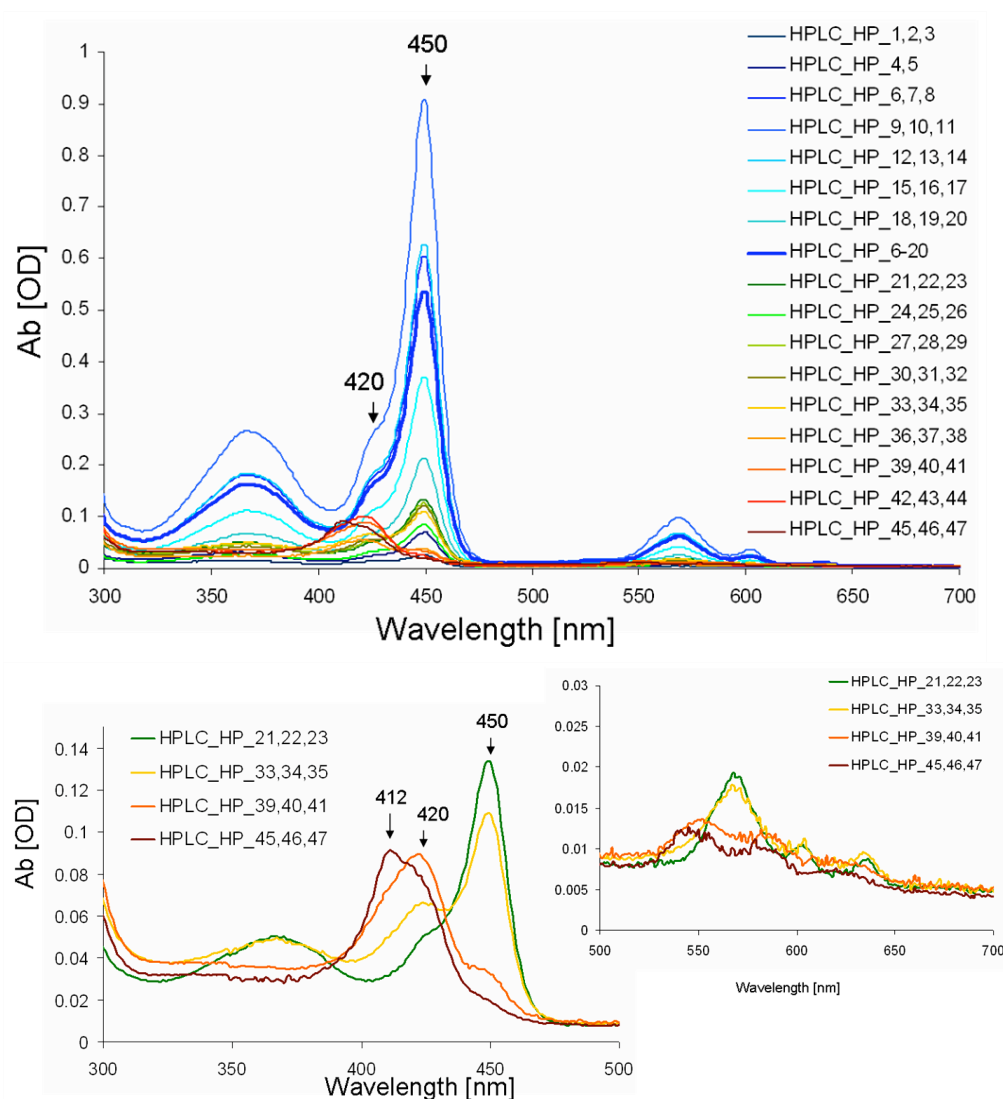 450
420
Ab [OD]
1
0.9
0.8
0.7
0.6
0.5
0.4
0.3
0.2
0.1
0
300
350
400
450
500
550
600
650
700
Wavelength [nm]
HPLC_HP_1,2,3
HPLC_HP_4,5
HPLC_HP_6,7,8
HPLC_HP_9,10,11
HPLC_HP_12,13,14
HPLC_HP_15,16,17
HPLC_HP_18,19,20
HPLC_HP_6-20
HPLC_HP_21,22,23
HPLC_HP_24,25,26
HPLC_HP_27,28,29
HPLC_HP_30,31,32
HPLC_HP_33,34,35
HPLC_HP_36,37,38
HPLC_HP_39,40,41
HPLC_HP_42,43,44
HPLC_HP_45,46,47
HPLC_HP_21,22,23
HPLC_HP_33,34,35
HPLC_HP_39,40,41
HPLC_HP_45,46,47
450
412
420
Ab [OD]
0.14
0.12
0.1
0.08
0.06
0.04
0.02
0
300
350
400
450
500
Wavelength [nm]
0.03
0.025
0.02
0.015
0.01
0.005
0
500
550
600
650
700
Wavelength [nm]
HPLC_HP_21,22,23
HPLC_HP_33,34,35
HPLC_HP_39,40,41
HPLC_HP_45,46,47